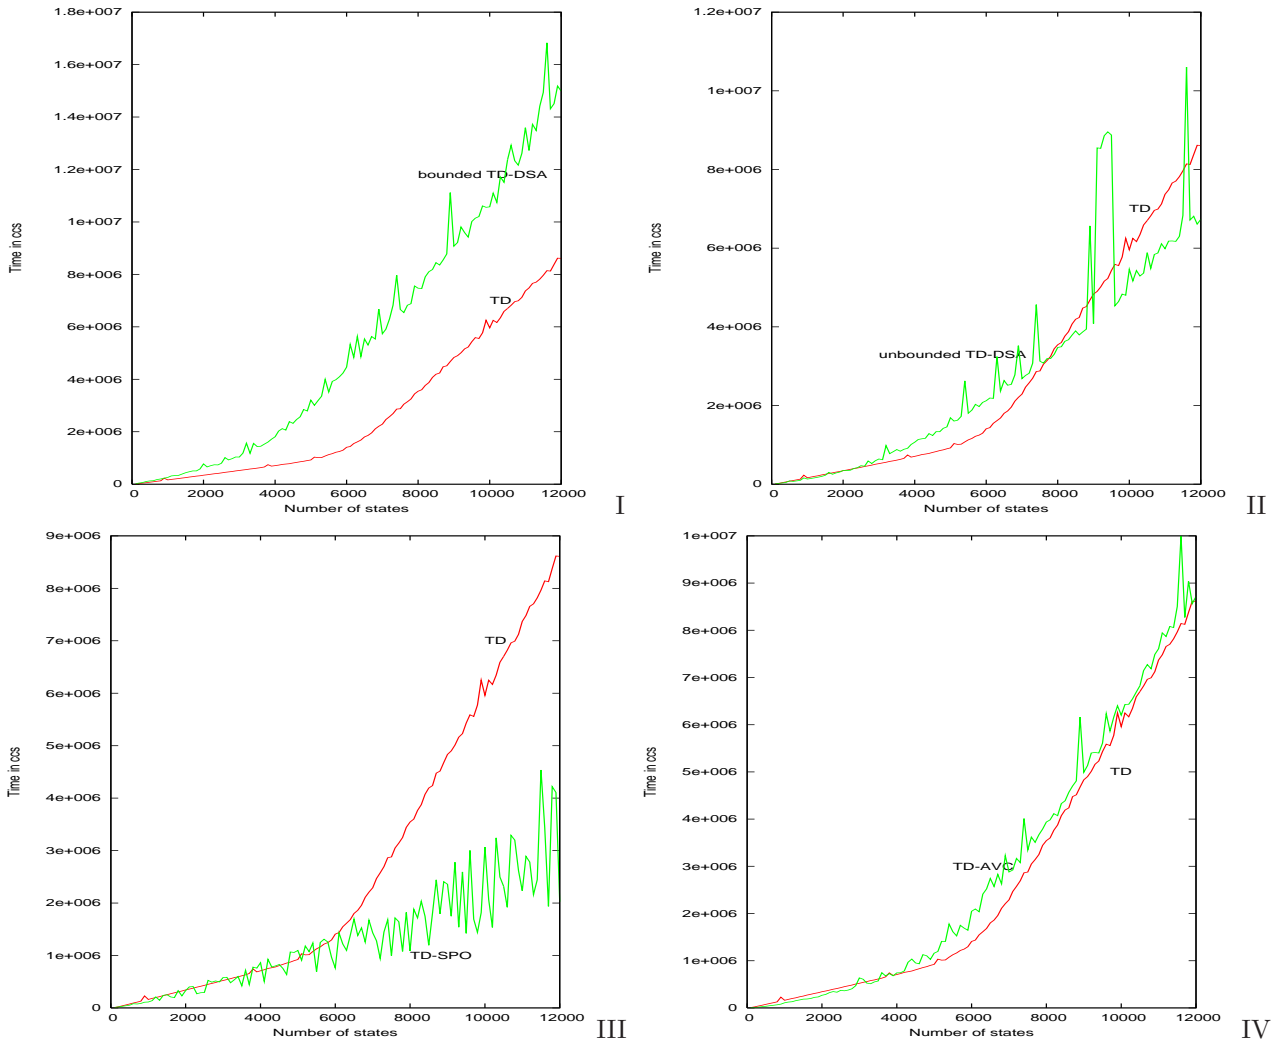 1.8e+007
1.6e+007
1.4e+007
1.2e+007
1e+007
8e+006
6e+006
4e+006
2e+006
0
0 2000 4000 6000 8000 10000 12000
Time in ccs
Number of states
bounded TD-DSA
TD
I
1.2e+007
1e+007
8e+006
6e+006
4e+006
2e+006
0
0 2000 4000 6000 8000 10000 12000
Time in ccs
Number of states
unbounded TD-DSA
TD
II
9e+006
8e+006
7e+006
6e+006
5e+006
4e+006
3e+006
2e+006
1e+006
0
0 2000 4000 6000 8000 10000 12000
Time in ccs
Number of states
TD
TD-SPO
III
1e+007
9e+006
8e+006
7e+006
6e+006
5e+006
4e+006
3e+006
2e+006
1e+006
0
0 2000 4000 6000 8000 10000 12000
Time in ccs
Number of states
TD
TD-AVC
IV